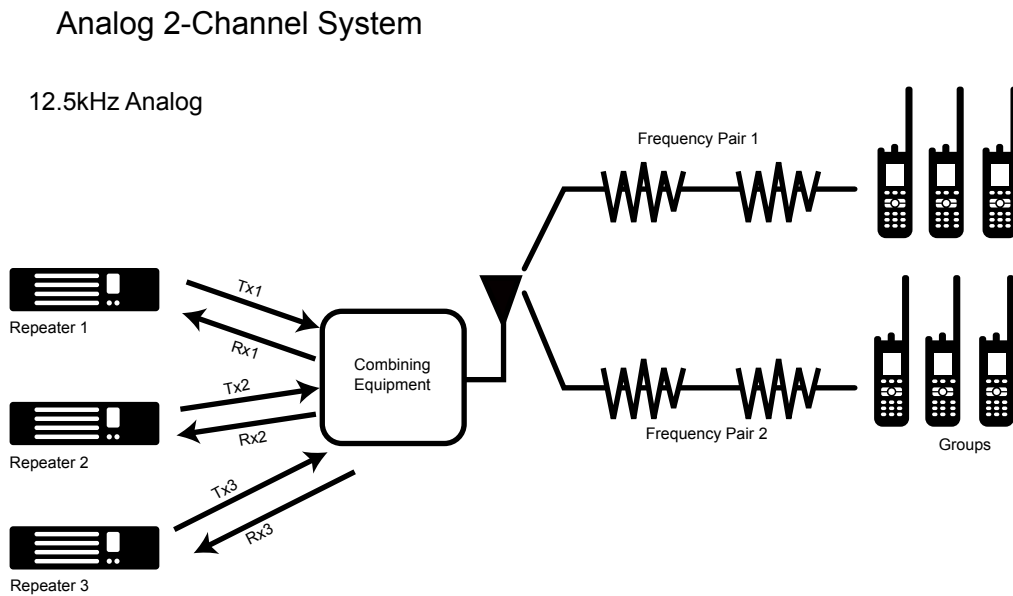 Analog 2-Channel System
12.5kHz Analog
Frequency Pair 1
Tx1
Repeater 1
Rx1
Combining
Equipment
Tx2
Rx2
Frequency Pair 2
Groups
Repeater 2
Tx3
Rx3
Repeater 3